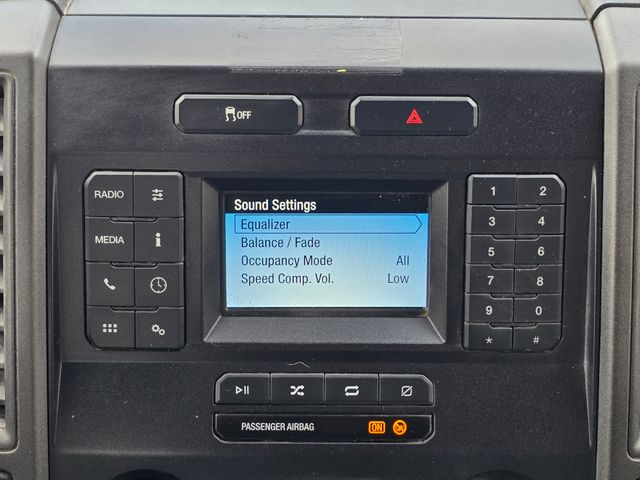 OFF
RADIO
MEDIA
i
Sound Settings
Equalizer
Balance / Fade
Occupancy Mode All
Speed Comp. Vol. Low
1 2
3 4
5 6
7 8
9 0
* #
PASSENGER AIRBAG ON